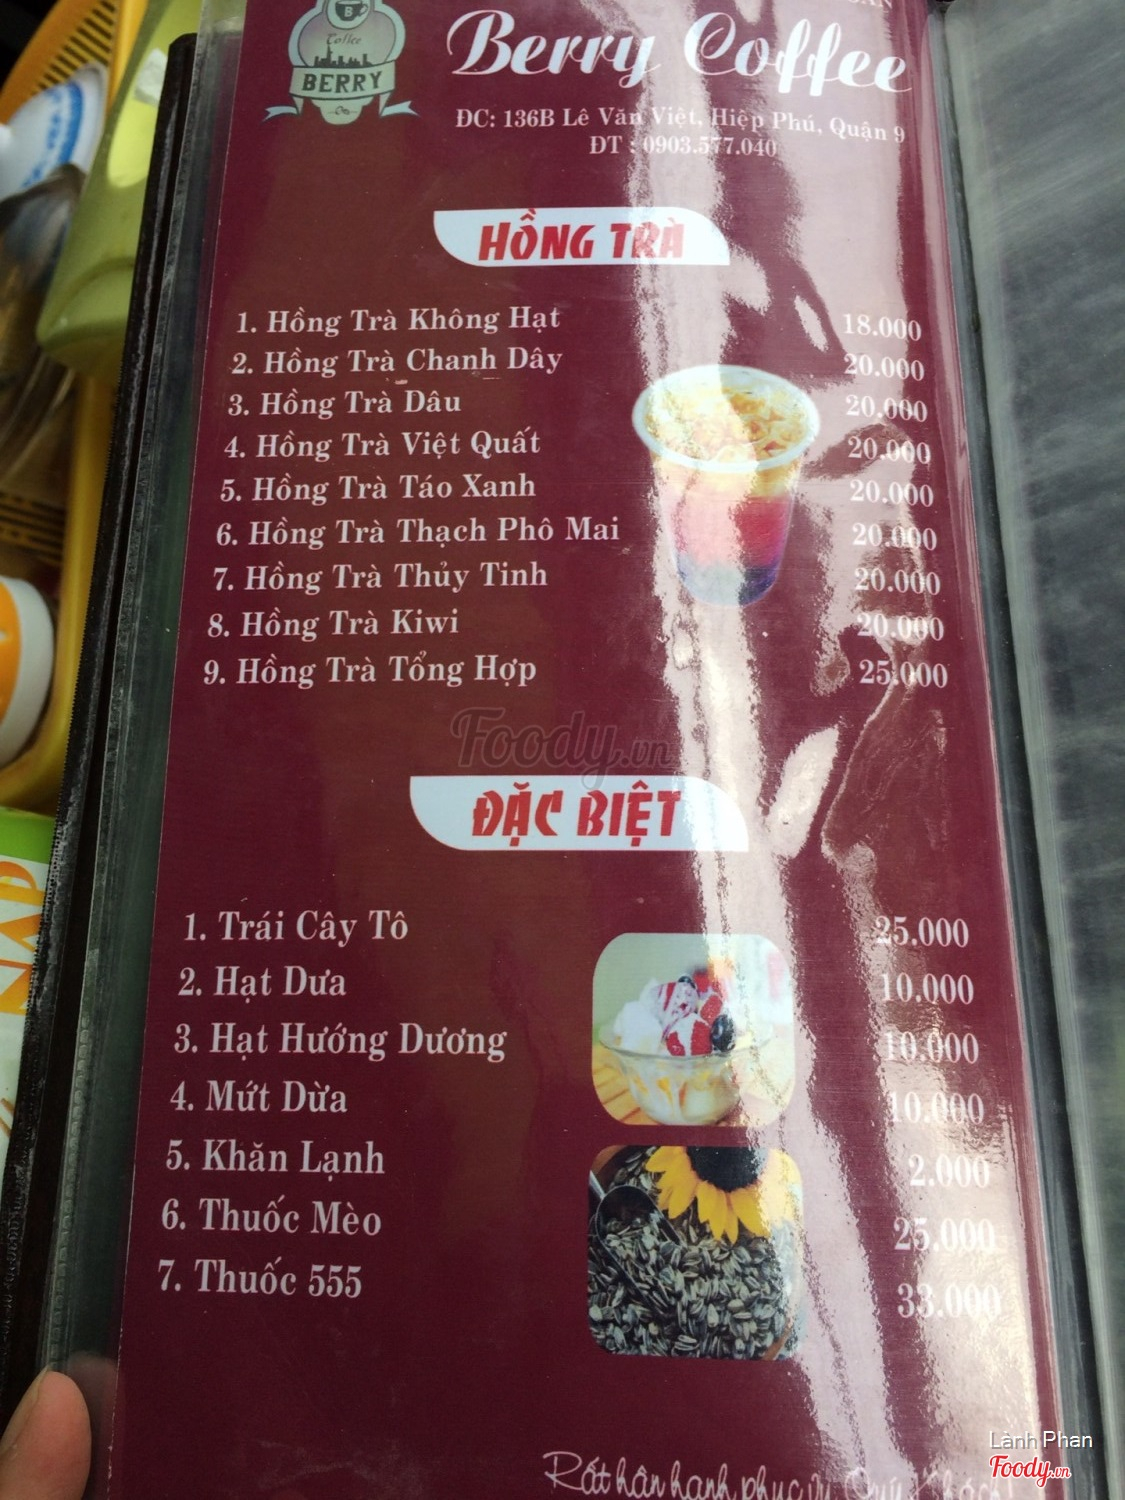 Coffee
BERRY
Berry Coffee
ĐC: 136B Lê Văn Việt, Hiệp Phú, Quận 9
ĐT : 0903.577.040
HỒNG TRÀ
1. Hồng Trà Không Hạt 18.000
2. Hồng Trà Chanh Dây 20.000
3. Hồng Trà Dâu 20.000
4. Hồng Trà Việt Quất 20.000
5. Hồng Trà Táo Xanh 20.000
6. Hồng Trà Thạch Phô Mai 20.000
7. Hồng Trà Thủy Tinh 20.000
8. Hồng Trà Kiwi 20.000
9. Hồng Trà Tổng Hợp 25.000
Foody.vn
ĐẶC BIỆT
1. Trái Cây Tô 25.000
2. Hạt Dưa 10.000
3. Hạt Hướng Dương 10.000
4. Mứt Dừa 10.000
5. Khăn Lạnh 2.000
6. Thuốc Mèo 25.000
7. Thuốc 555 33.000
Rất hân hạnh phục vụ Quý Khách!
Lành Phan
Foody.vn